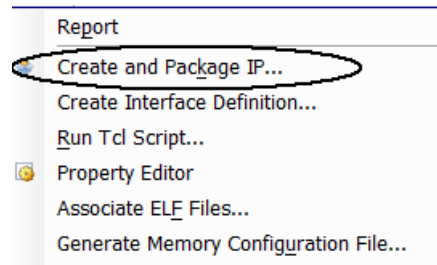 Report
Create and Package IP...
Create Interface Definition...
Run Tcl Script...
Property Editor
Associate ELF Files...
Generate Memory Configuration File...